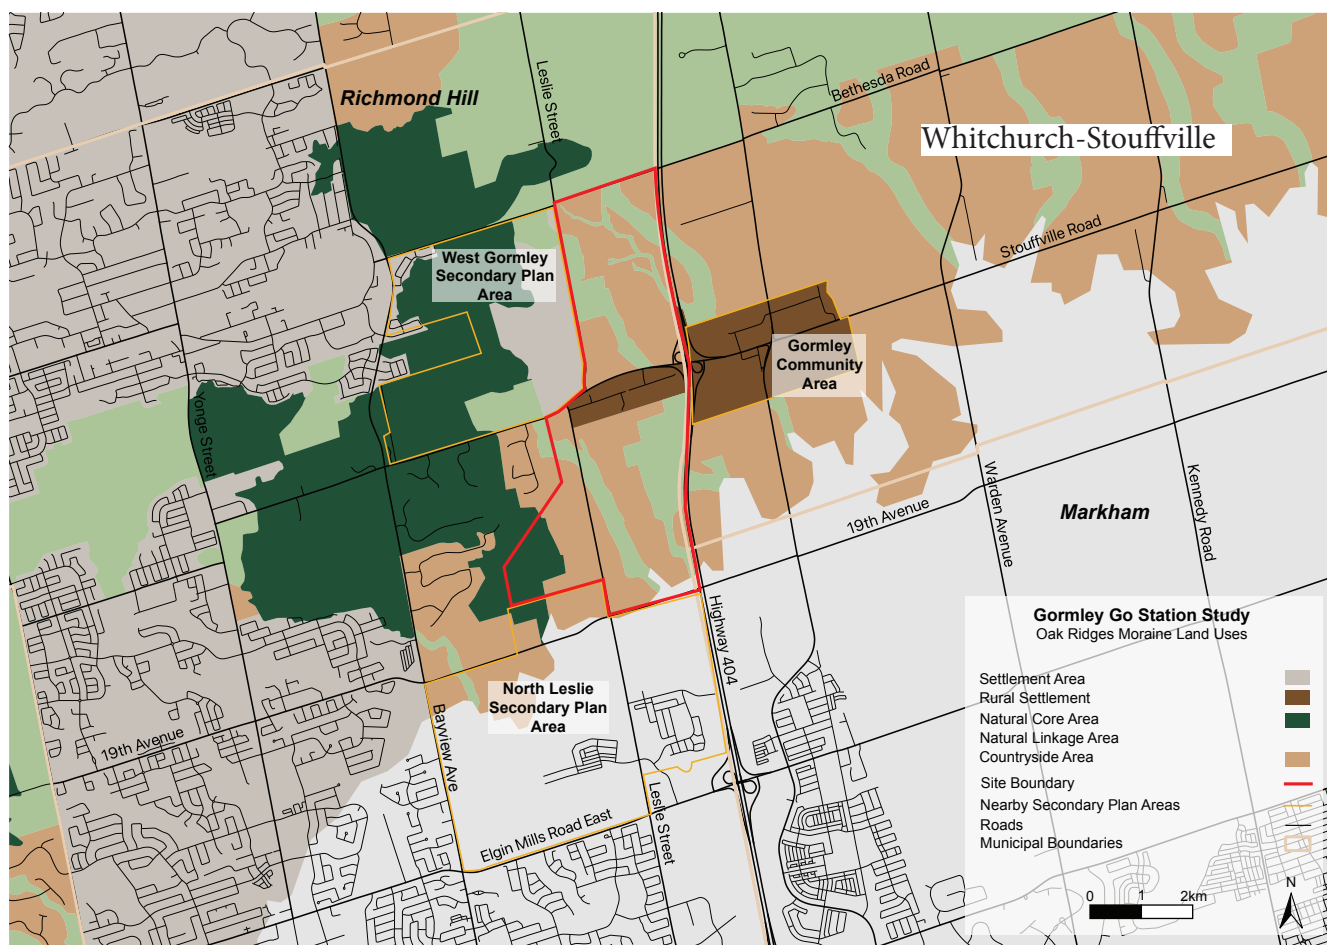 Richmond Hill
Leslie Street
Bethesda Road
Whitchurch-Stouffville
Stouffville Road
West Gormley
Secondary Plan
Area
Gormley
Community
Area
Yonge Street
19th Avenue
Warden Avenue
Kennedy Road
Markham
Highway 404
North Leslie
Secondary Plan
Area
19th Avenue
Bayview Ave
Elgin Mills Road East
Leslie Street
Gormley Go Station Study
Oak Ridges Moraine Land Uses
Settlement Area
Rural Settlement
Natural Core Area
Natural Linkage Area
Countryside Area
Site Boundary
Nearby Secondary Plan Areas
Roads
Municipal Boundaries
0 1 2km
N